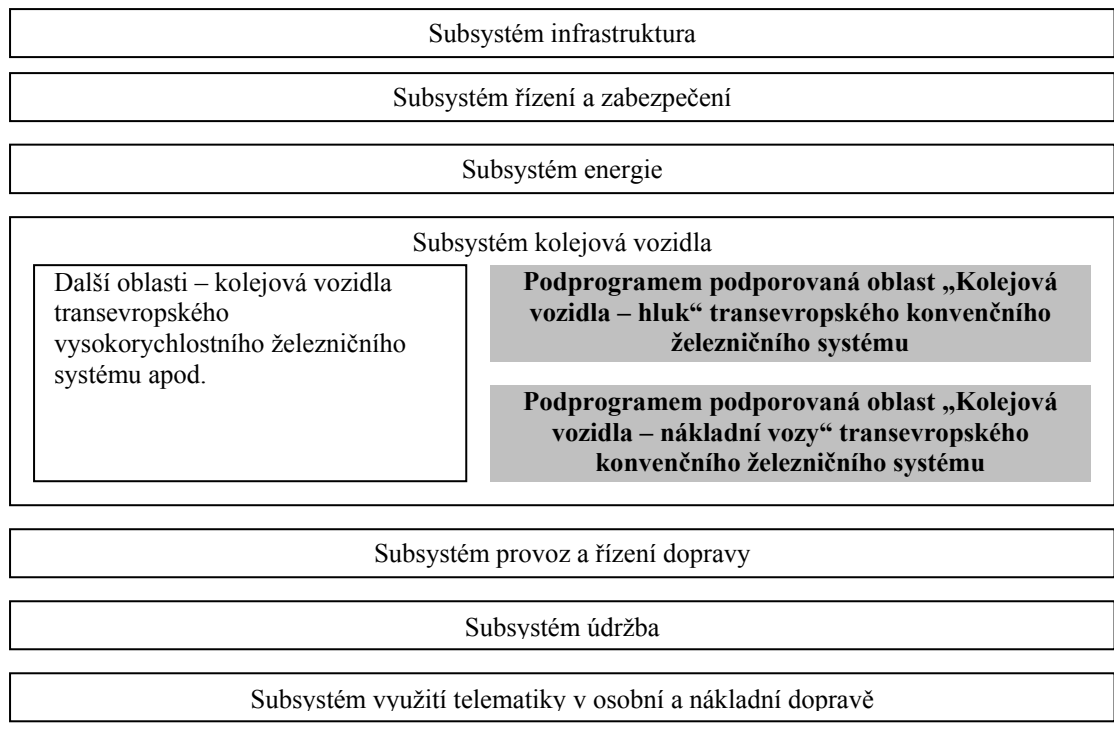 Subsystém infrastruktura
Subsystém řízení a zabezpečení
Subsystém energie
Subsystém kolejová vozidla
Další oblasti – kolejová vozidla
transevropského
vysokorychlostního železničního
systému apod.
Podprogramem podporovaná oblast „Kolejová
vozidla – hluk“ transevropského konvenčního
železničního systému
Podprogramem podporovaná oblast „Kolejová
vozidla – nákladní vozy“ transevropského
konvenčního železničního systému
Subsystém provoz a řízení dopravy
Subsystém údržba
Subsystém využití telematiky v osobní a nákladní dopravě